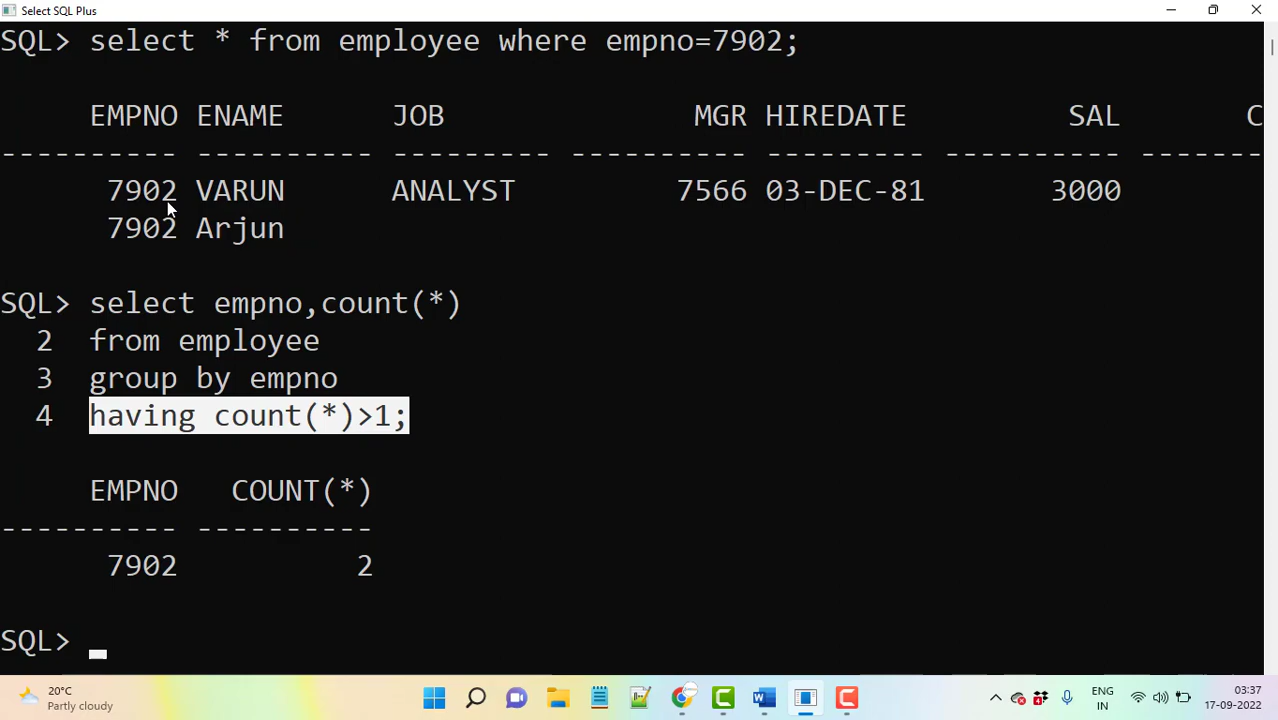 Select SQL Plus
SQL> select * from employee where empno=7902;
EMPNO ENAME JOB MGR HIREDATE SAL C
---------- ---------- --------- ---------- --------- ---------- -------
7902 VARUN ANALYST 7566 03-DEC-81 3000
7902 Arjun
SQL> select empno,count(*)
2 from employee
3 group by empno
4 having count(*)>1;
EMPNO COUNT(*)
---------- ----------
7902 2
SQL>
20°C
Partly cloudy
ENG
IN
03:37
17-09-2022